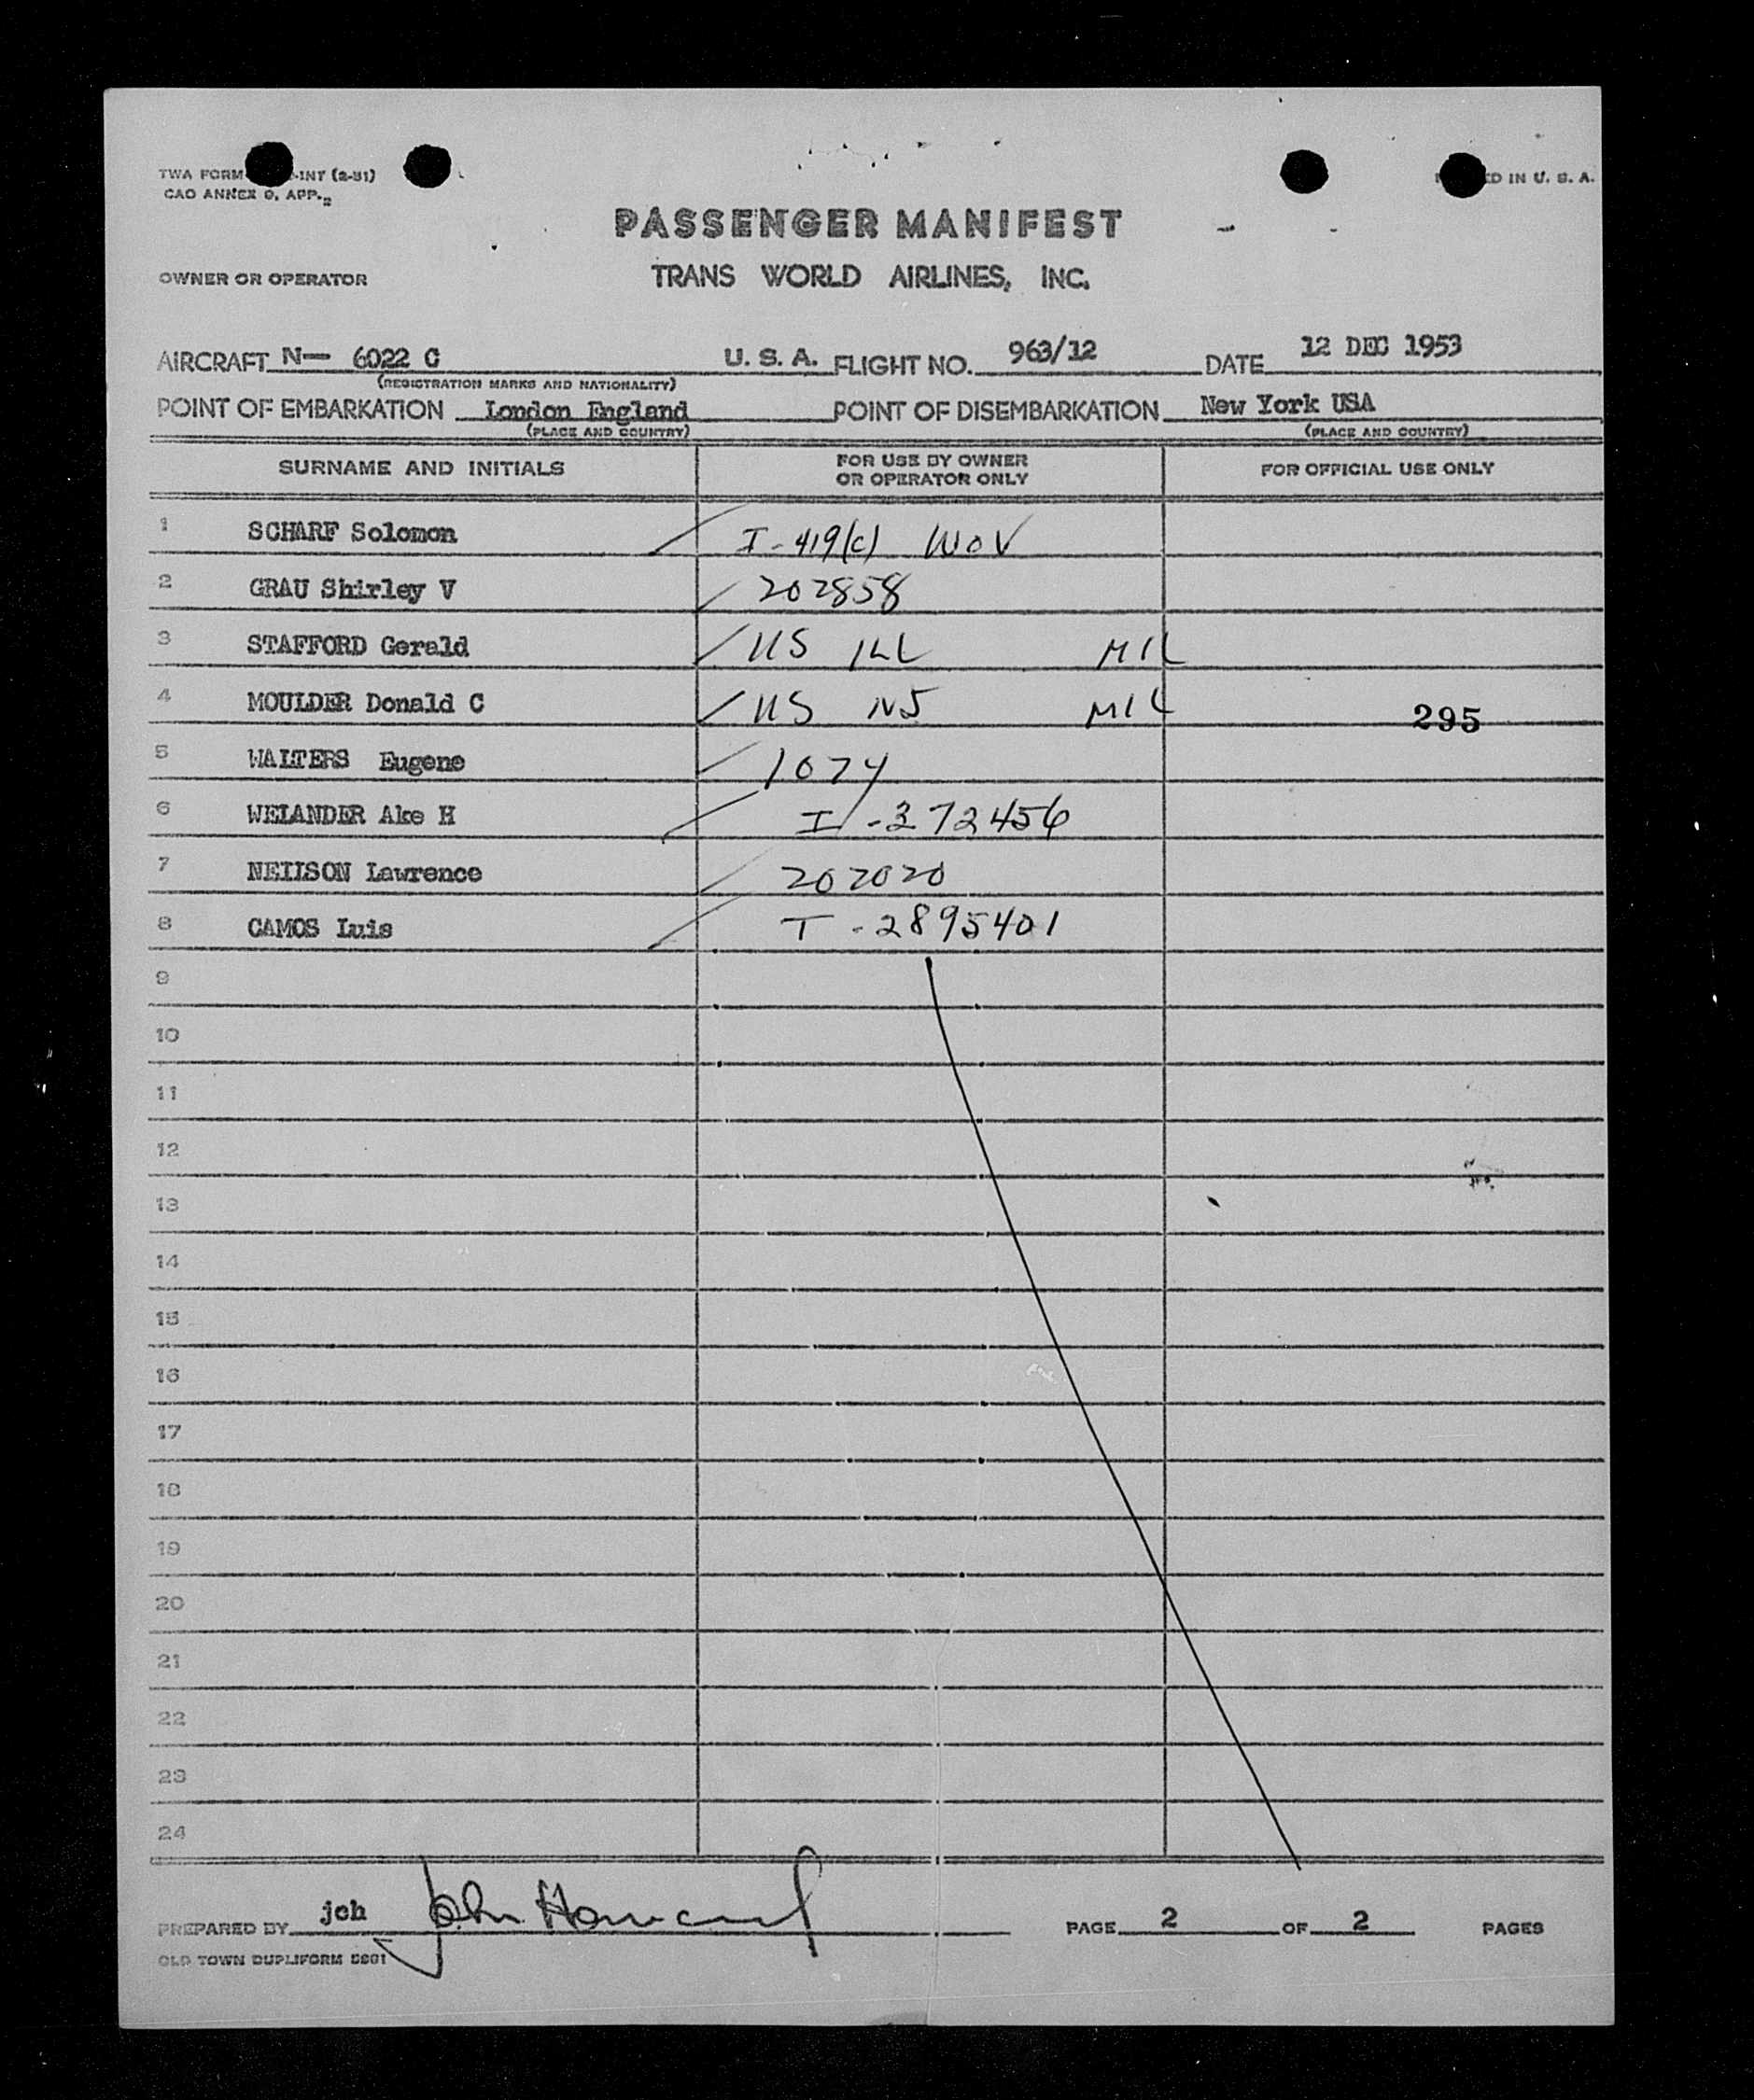 TWA FORM -INT (2-51)
CAO ANNEX 9, APP. 2
IN U. S. A.
PASSENGER MANIFEST
OWNER OR OPERATOR TRANS WORLD AIRLINES, INC.
AIRCRAFT N— 6022 C U. S. A. FLIGHT NO. 963/12 DATE 12 DEC 1953
(REGISTRATION MARKS AND NATIONALITY)
POINT OF EMBARKATION London England POINT OF DISEMBARKATION New York USA
(PLACE AND COUNTRY) (PLACE AND COUNTRY)
SURNAME AND INITIALS FOR USE BY OWNER OR OPERATOR ONLY FOR OFFICIAL USE ONLY
1 SCHARF Solomon I-419(c) WOV
2 GRAU Shirley V 202858
3 STAFFORD Gerald US ILL MIL
4 MOULDER Donald C US NJ MIL 295
5 WALTERS Eugene 1074
6 WELANDER Ake H I-372456
7 NEILSON Lawrence 202020
8 CAMOS Luis T-2895401
9
10
11
12
13
14
15
16
17
18
19
20
21
22
23
24
PREPARED BY jch PAGE 2 OF 2 PAGES
OLD TOWN DUPLIFORM 5861